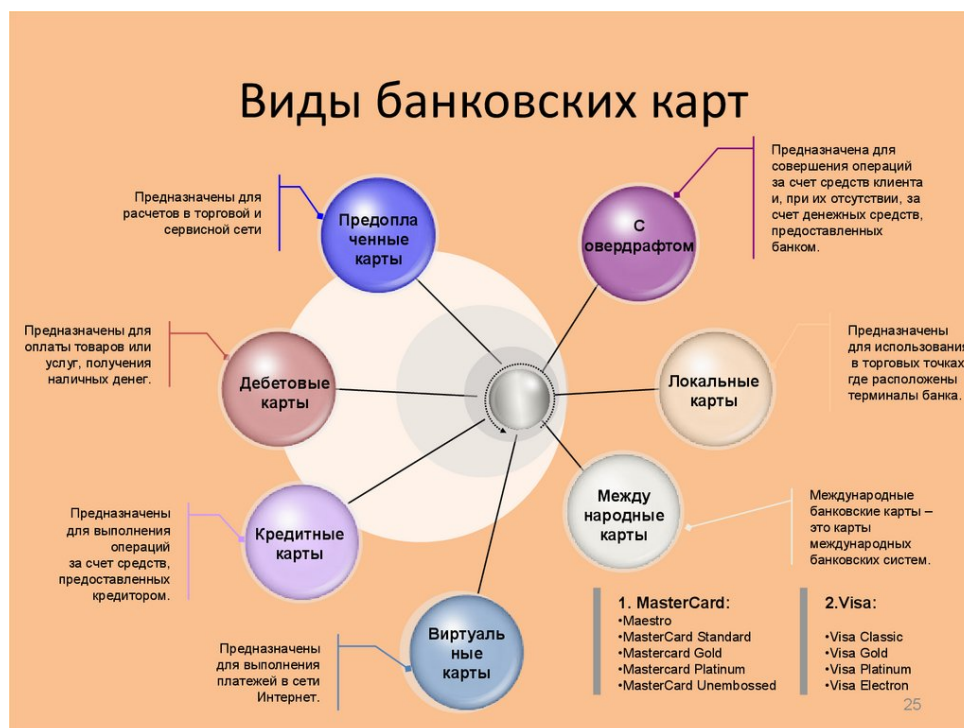 Виды банковских карт
Предназначены для
расчетов в торговой и
сервисной сети
Предопла
ченные
карты
С
овердрафтом
Предназначена для
совершения операций
за счет средств клиента
и, при их отсутствии, за
счет денежных средств,
предоставленных
банком.
Предназначены для
оплаты товаров или
услуг, получения
наличных денег.
Дебетовые
карты
Локальные
карты
Предназначены
для использования
в торговых точках
где расположены
терминалы банка.
Предназначены
для выполнения
операций
за счет средств,
предоставленных
кредитором.
Кредитные
карты
Между
народные
карты
Международные
банковские карты –
это карты
международных
банковских систем.
Предназначены
для выполнения
платежей в сети
Интернет.
Виртуаль
ные
карты
1. MasterCard:
•Maestro
•MasterCard Standard
•Mastercard Gold
•Mastercard Platinum
•MasterCard Unembossed
2.Visa:
•Visa Classic
•Visa Gold
•Visa Platinum
•Visa Electron
25